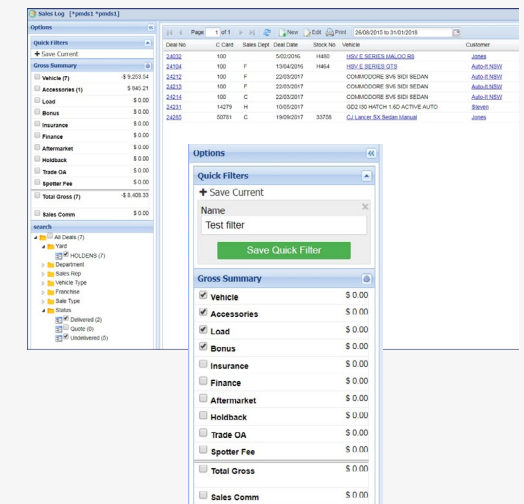 Sales Log [*pmds1 *pnds1]
Options
Quick Filters
+ Save Current
Gross Summary
Vehicle (7) -$ 9,253.54
Accessories (1) $ 845.21
Load $ 0.00
Bonus $ 0.00
Insurance $ 0.00
Finance $ 0.00
Aftermarket $ 0.00
Holdback $ 0.00
Trade OA $ 0.00
Spotter Fee $ 0.00
Total Gross (7) -$ 8,408.33
Sales Comm $ 0.00
search
All Deals (7)
Yard
HOLDENS (7)
Department
Sales Rep
Vehicle Type
Franchise
Sale Type
Status
Delivered (2)
Quote (0)
Undelivered (5)
Page 1 of 1 New Edit Print 26/08/2015 to 31/01/2018
Deal No C Card Sales Dept Deal Date Stock No Vehicle Customer
24002 100 5/02/2016 H480 HSV E SERIES MALOO R8 Jones
24104 100 F 13/04/2016 H464 HSV E SERIES GTS Auto-It NSW
24212 100 F 22/03/2017 COMMODORE SV6 SIDI SEDAN Auto-It NSW
24213 100 F 22/03/2017 COMMODORE SV6 SIDI SEDAN Auto-It NSW
24214 100 C 22/03/2017 COMMODORE SV6 SIDI SEDAN Auto-It NSW
24231 14279 H 10/05/2017 GD2 I30 HATCH 1.6D ACTIVE AUTO Steven
24265 50781 C 19/09/2017 33758 CJ Lancer SX Sedan Manual Jones
Options
Quick Filters
+ Save Current
Name
Test filter
Save Quick Filter
Gross Summary
Vehicle $ 0.00
Accessories $ 0.00
Load $ 0.00
Bonus $ 0.00
Insurance $ 0.00
Finance $ 0.00
Aftermarket $ 0.00
Holdback $ 0.00
Trade OA $ 0.00
Spotter Fee $ 0.00
Total Gross $ 0.00
Sales Comm $ 0.00